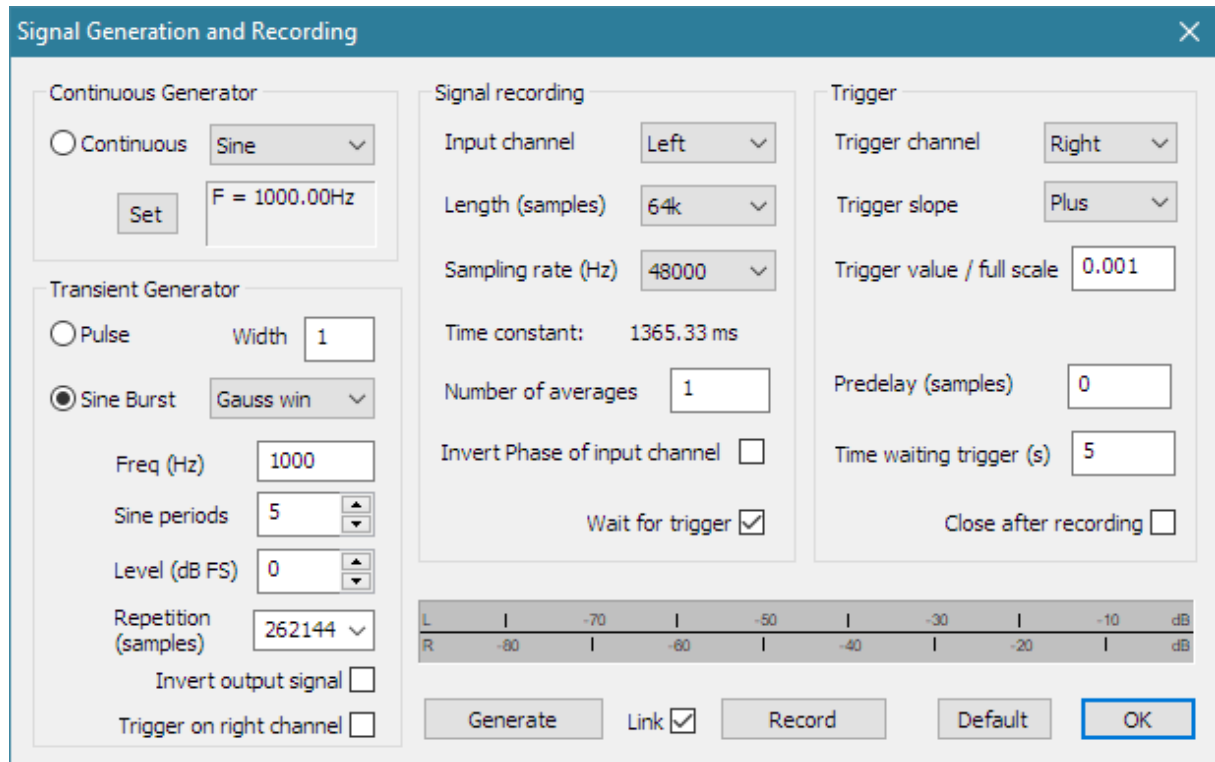 Signal Generation and Recording
Continuous Generator
Continuous Sine
Set F = 1000.00Hz
Transient Generator
Pulse Width 1
Sine Burst Gauss win
Freq (Hz) 1000
Sine periods 5
Level (dB FS) 0
Repetition
(samples) 262144
Invert output signal
Trigger on right channel
Signal recording
Input channel Left
Length (samples) 64k
Sampling rate (Hz) 48000
Time constant: 1365.33 ms
Number of averages 1
Invert Phase of input channel
Wait for trigger
Trigger
Trigger channel Right
Trigger slope Plus
Trigger value / full scale 0.001
Predelay (samples) 0
Time waiting trigger (s) 5
Close after recording
L -70 -50 -30 -10 dB
R -80 -60 -40 -20 dB
Generate Link Record Default OK